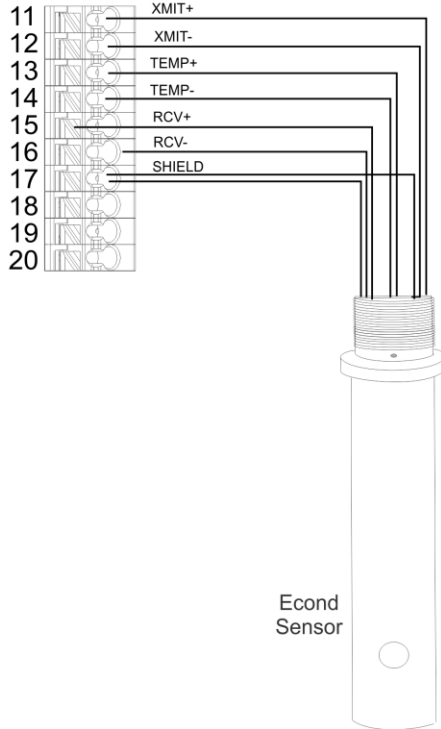 11 XMIT+
12 XMIT-
13 TEMP+
14 TEMP-
15 RCV+
16 RCV-
17 SHIELD
18
19
20
Econd
Sensor